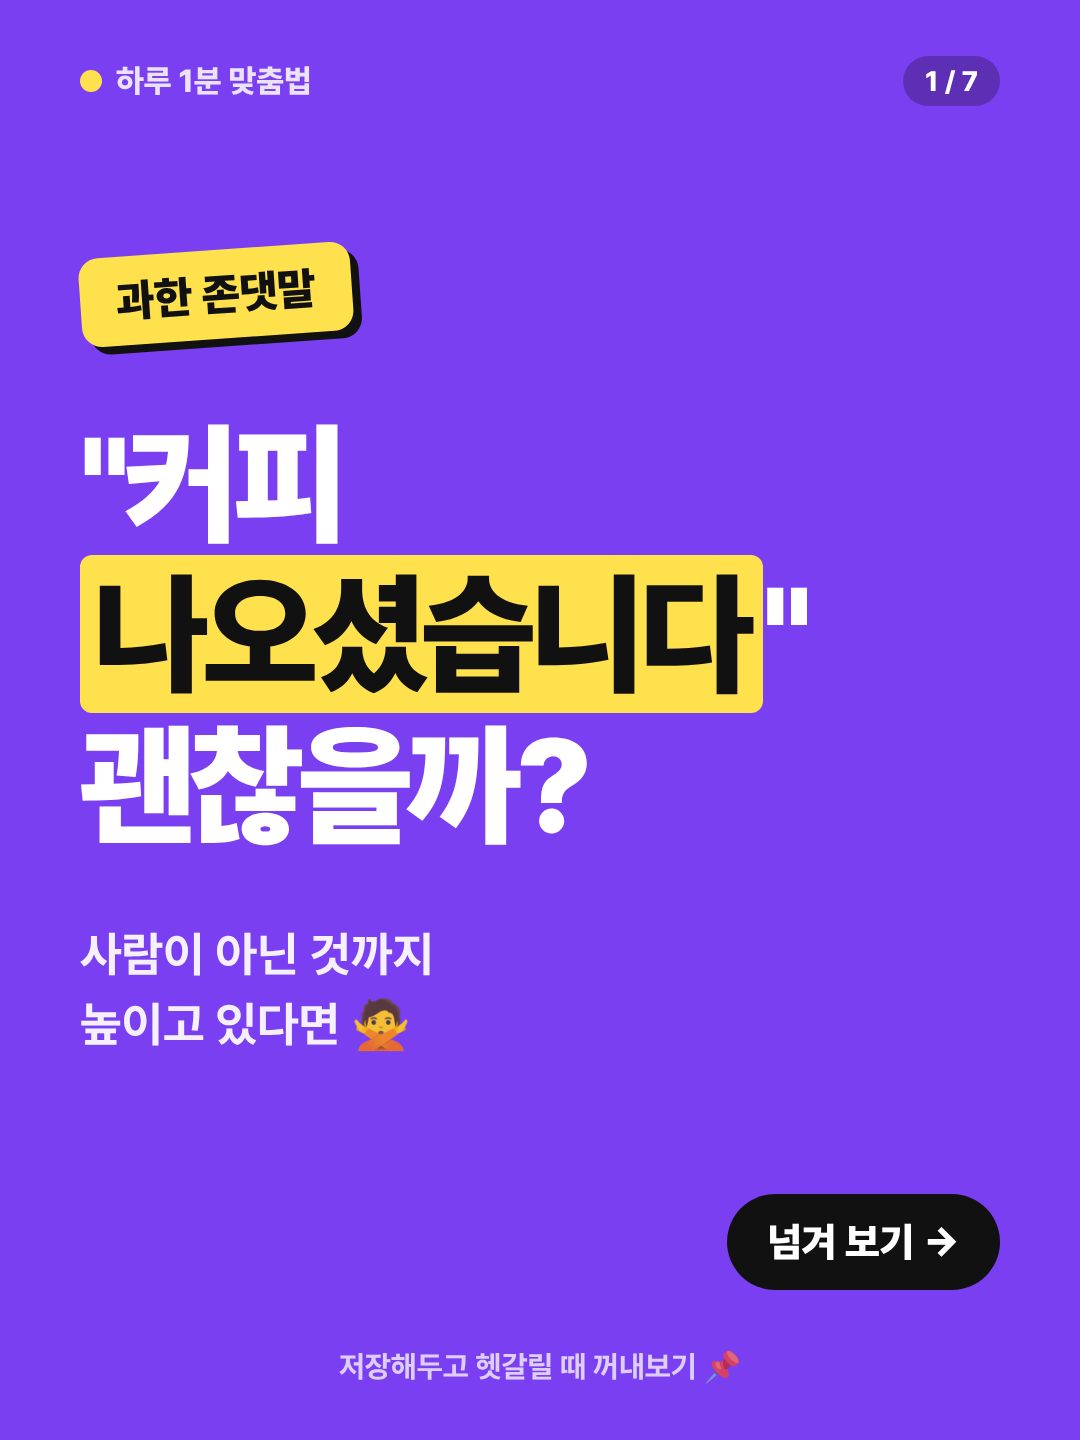 하루 1분 맞춤법
1 / 7
과한 존댓말
"커피
나오셨습니다"
괜찮을까?
사람이 아닌 것까지
높이고 있다면 🙅
넘겨 보기 →
저장해두고 헷갈릴 때 꺼내보기 📌